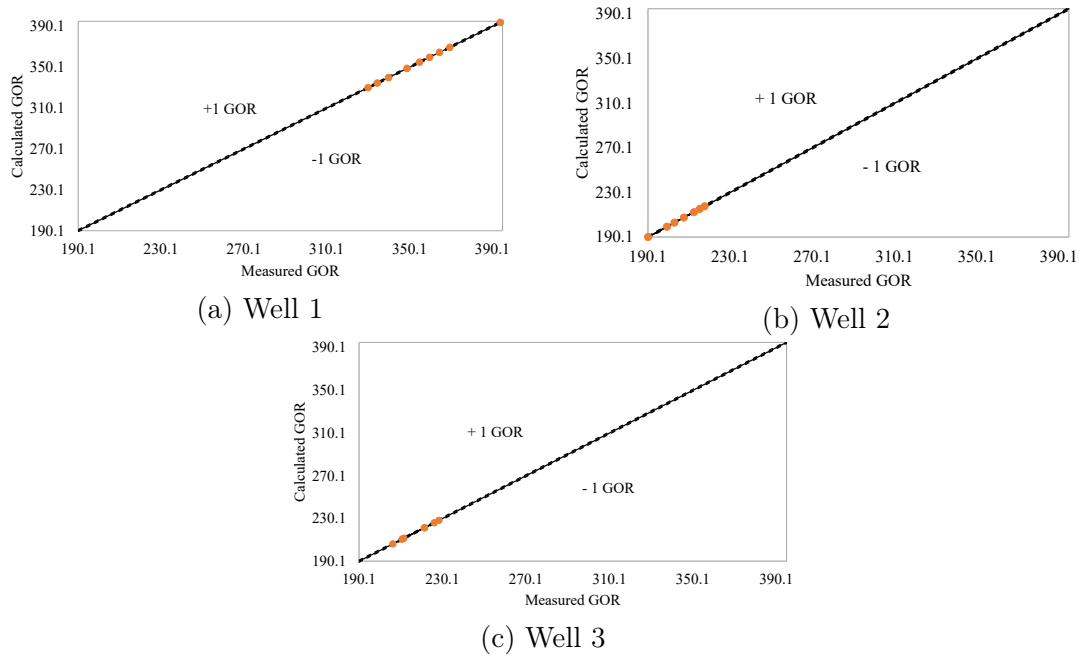 390.1
350.1
310.1
270.1
230.1
190.1
Calculated GOR
+1 GOR
-1 GOR
190.1 230.1 270.1 310.1 350.1 390.1
Measured GOR
(a) Well 1
390.1
350.1
310.1
270.1
230.1
190.1
Calculated GOR
+ 1 GOR
- 1 GOR
190.1 230.1 270.1 310.1 350.1 390.1
Measured GOR
(b) Well 2
390.1
350.1
310.1
270.1
230.1
190.1
Calculated GOR
+ 1 GOR
- 1 GOR
190.1 230.1 270.1 310.1 350.1 390.1
Measured GOR
(c) Well 3